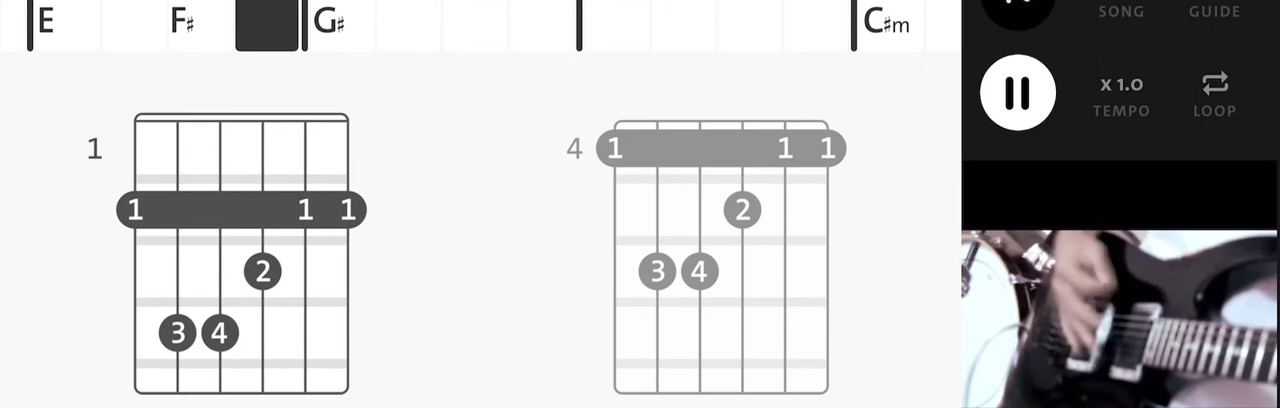 E F♯ G♯ C♯m
SONG GUIDE
X 1.0
TEMPO LOOP
1 4
1 1 1
2
3 4
1 1 1
2
3 4